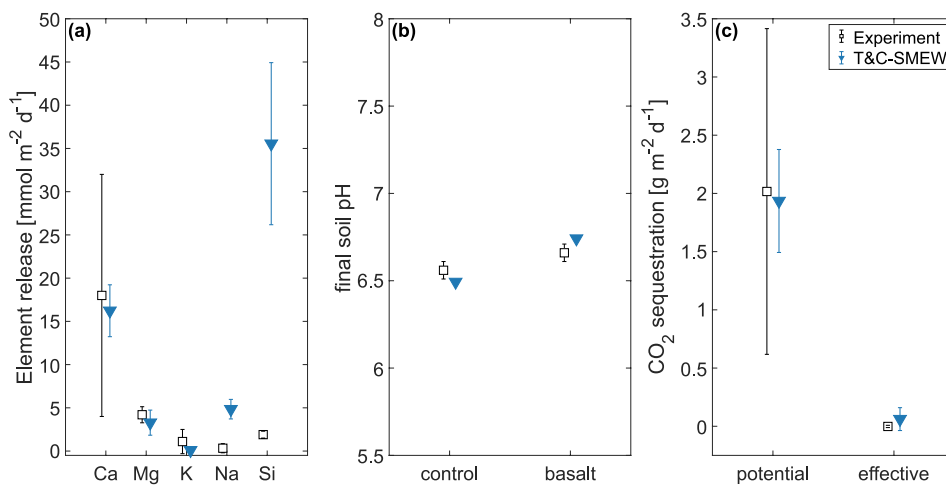 (a)
Element release [mmol m⁻² d⁻¹]
50
45
40
35
30
25
20
15
10
5
0
Ca Mg K Na Si
(b)
final soil pH
8
7.5
7
6.5
6
5.5
control basalt
(c)
CO₂ sequestration [g m⁻² d⁻¹]
3.5
3
2.5
2
1.5
1
0.5
0
0.5
potential effective
Experiment
T&C-SMEW